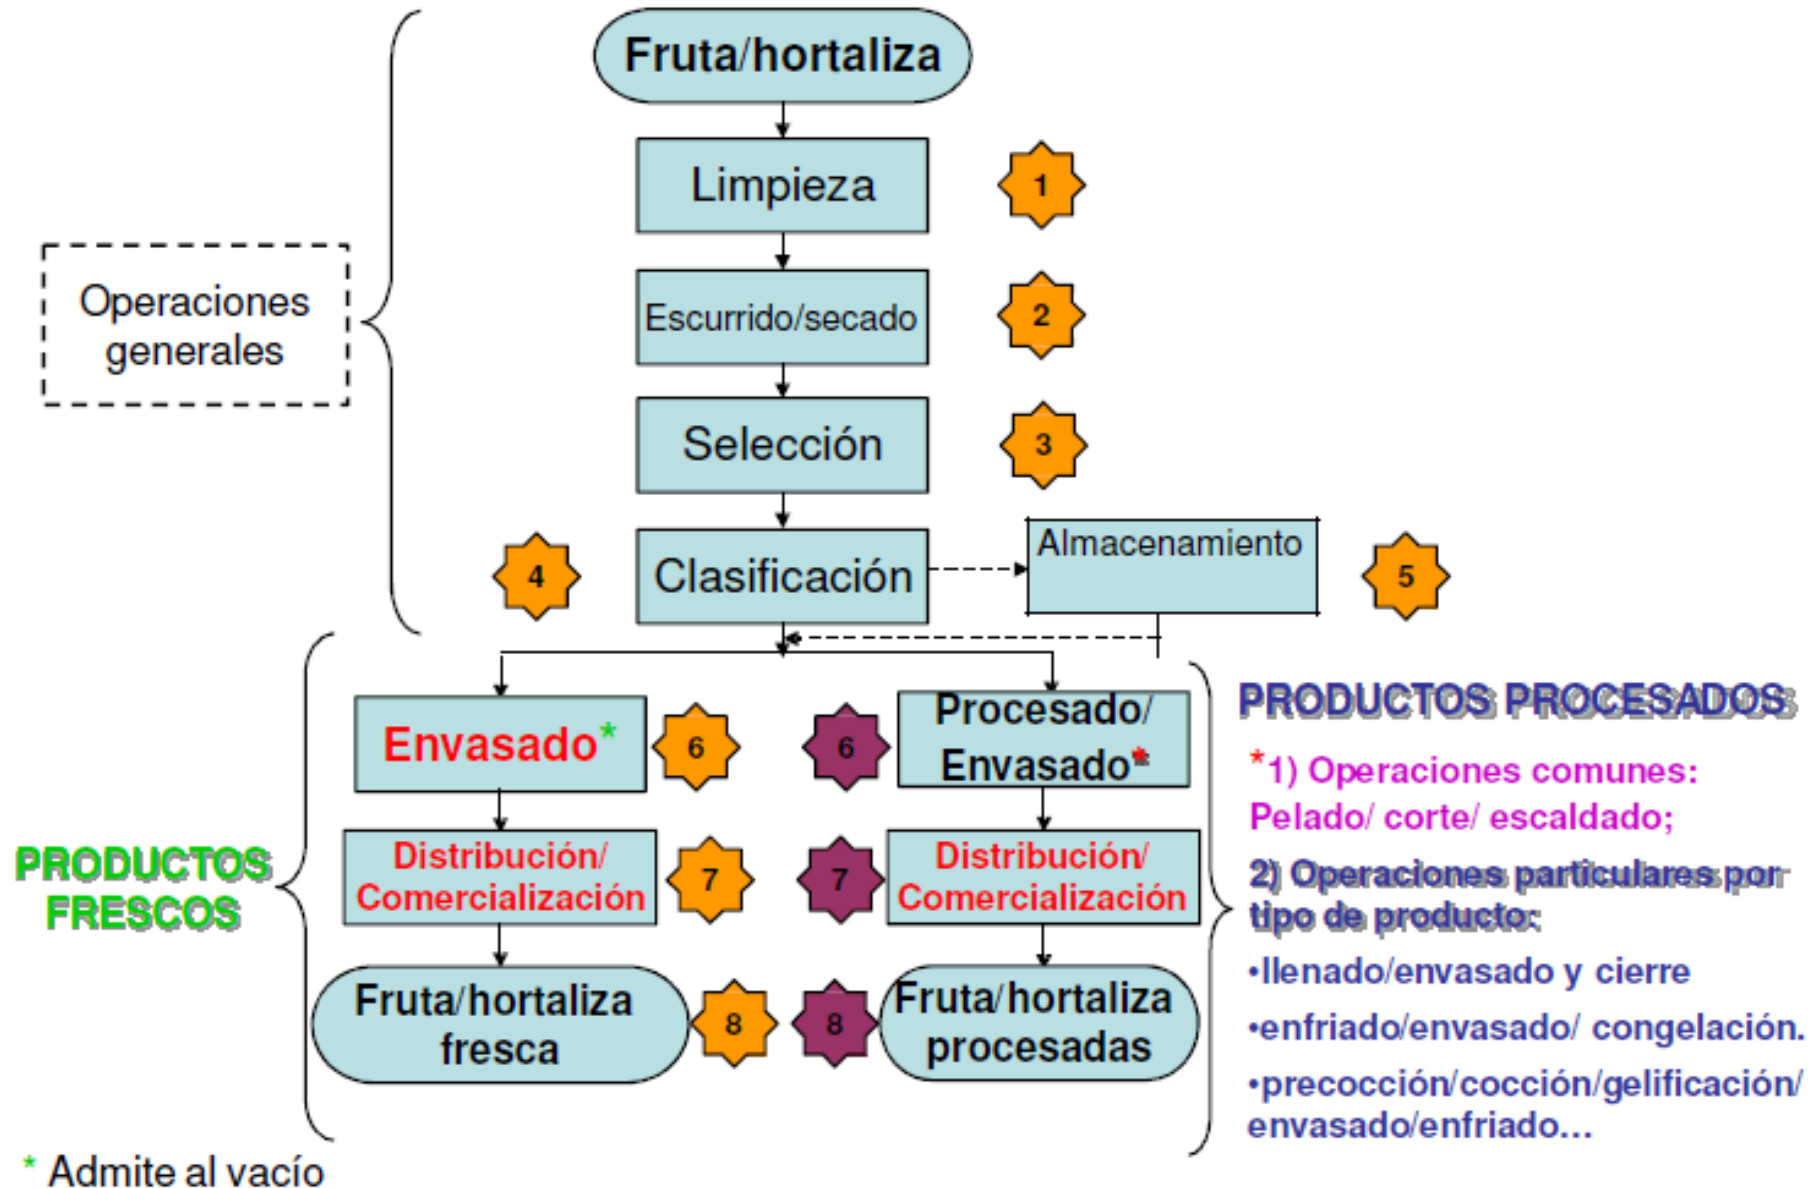 Fruta/hortaliza
Limpieza
1
Operaciones
generales
Escurrido/secado
2
Selección
3
4
Clasificación
Almacenamiento
5
PRODUCTOS
FRESCOS
Envasado*
6
6
Procesado/
Envasado*
Distribución/
Comercialización
7
7
Distribución/
Comercialización
Fruta/hortaliza
fresca
8
8
Fruta/hortaliza
procesadas
PRODUCTOS PROCESADOS
*1) Operaciones comunes:
Pelado/ corte/ escaldado;
2) Operaciones particulares por
tipo de producto:
•llenado/envasado y cierre
•enfriado/envasado/ congelación.
•precocción/cocción/gelificación/
envasado/enfriado...
* Admite al vacío